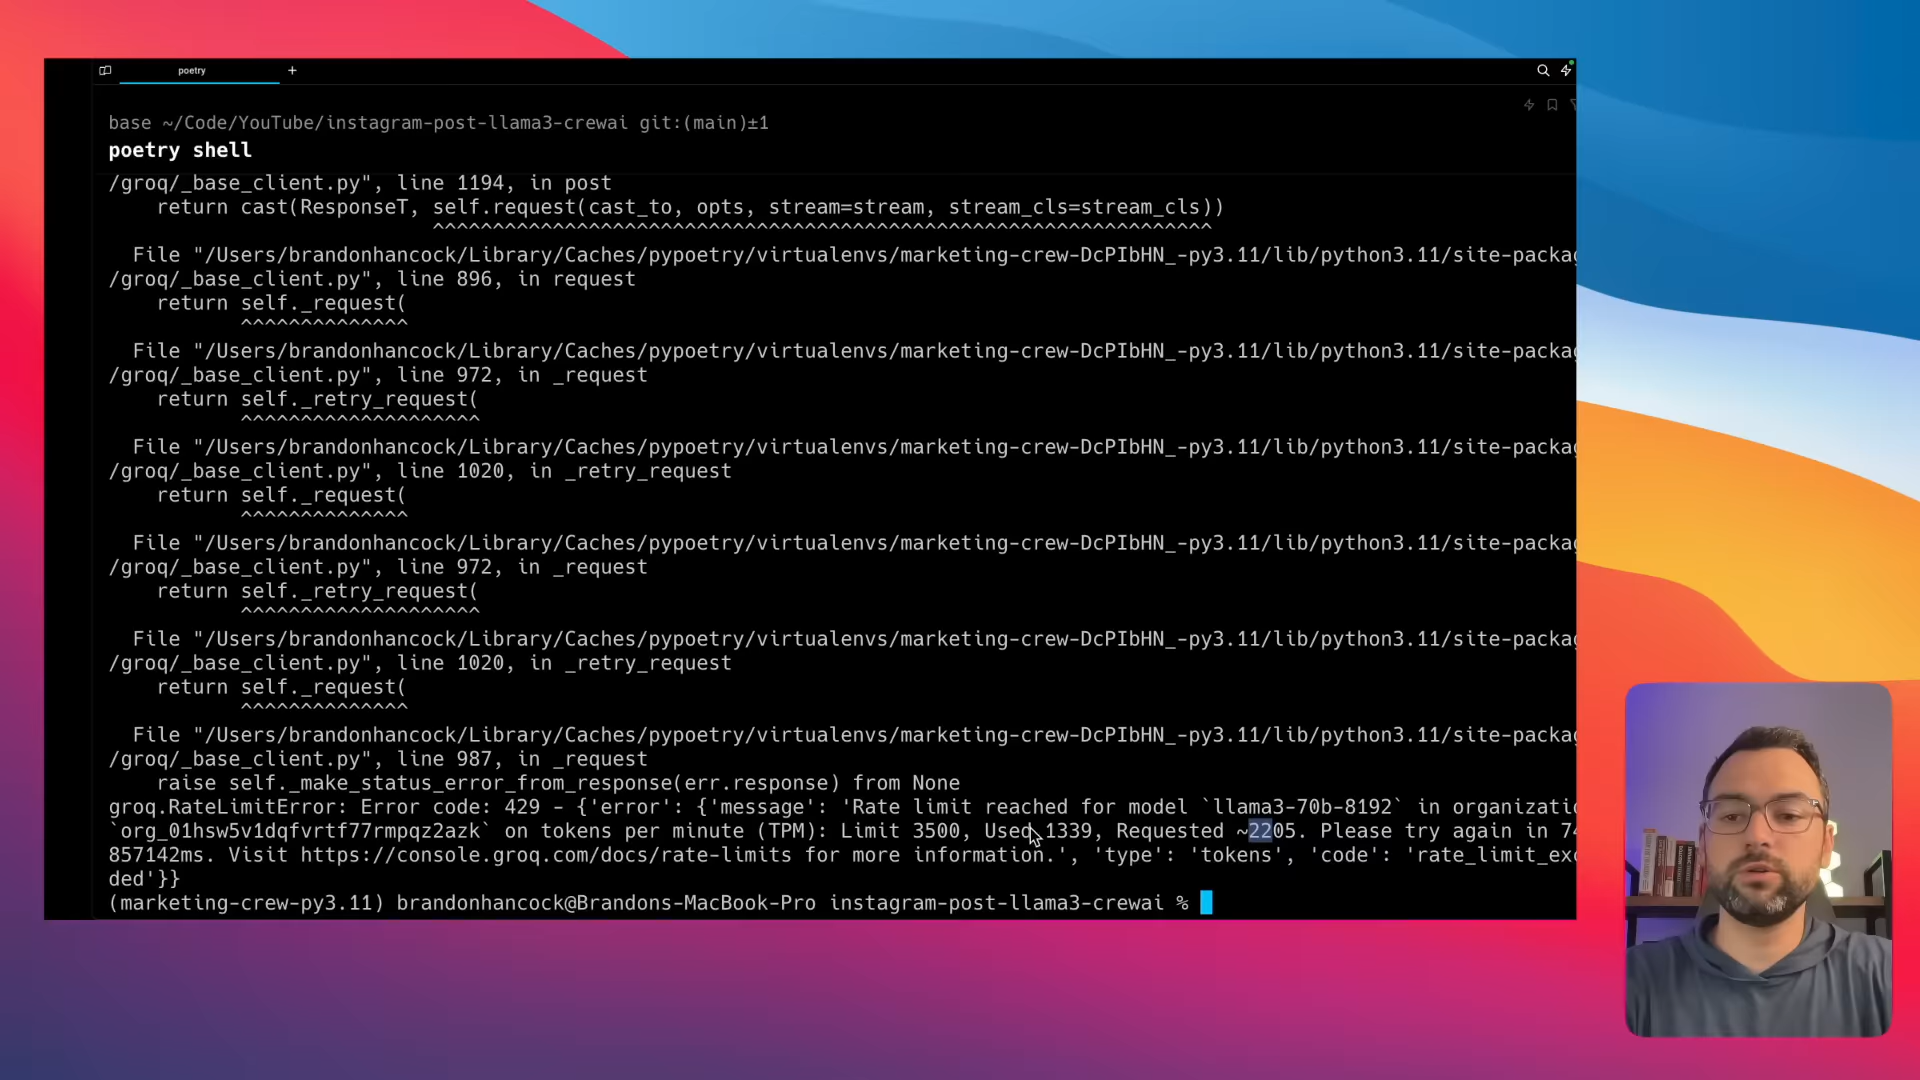 poetry
+
base ~/Code/YouTube/instagram-post-llama3-crewai git:(main)±1
poetry shell
/groq/_base_client.py", line 1194, in post
return cast(ResponseT, self.request(cast_to, opts, stream=stream, stream_cls=stream_cls))
^^^^^^^^^^^^^^^^^^^^^^^^^^^^^^^^^^^^^^^^^^^^^^^^^^^^^^^^^^^^^^^^^
File "/Users/brandonhancock/Library/Caches/pypoetry/virtualenvs/marketing-crew-DcPIbHN_-py3.11/lib/python3.11/site-packag
/groq/_base_client.py", line 896, in request
return self._request(
^^^^^^^^^^^^^^
File "/Users/brandonhancock/Library/Caches/pypoetry/virtualenvs/marketing-crew-DcPIbHN_-py3.11/lib/python3.11/site-packag
/groq/_base_client.py", line 972, in _request
return self._retry_request(
^^^^^^^^^^^^^^^^^^^^
File "/Users/brandonhancock/Library/Caches/pypoetry/virtualenvs/marketing-crew-DcPIbHN_-py3.11/lib/python3.11/site-packag
/groq/_base_client.py", line 1020, in _retry_request
return self._request(
^^^^^^^^^^^^^^
File "/Users/brandonhancock/Library/Caches/pypoetry/virtualenvs/marketing-crew-DcPIbHN_-py3.11/lib/python3.11/site-packag
/groq/_base_client.py", line 972, in _request
return self._retry_request(
^^^^^^^^^^^^^^^^^^^^
File "/Users/brandonhancock/Library/Caches/pypoetry/virtualenvs/marketing-crew-DcPIbHN_-py3.11/lib/python3.11/site-packag
/groq/_base_client.py", line 1020, in _retry_request
return self._request(
^^^^^^^^^^^^^^
File "/Users/brandonhancock/Library/Caches/pypoetry/virtualenvs/marketing-crew-DcPIbHN_-py3.11/lib/python3.11/site-packag
/groq/_base_client.py", line 987, in _request
raise self._make_status_error_from_response(err.response) from None
groq.RateLimitError: Error code: 429 - {'error': {'message': 'Rate limit reached for model `llama3-70b-8192` in organizatio
`org_01hsw5v1dqfvrtf77rmpqz2azk` on tokens per minute (TPM): Limit 3500, Used 1339, Requested ~2205. Please try again in 74
857142ms. Visit https://console.groq.com/docs/rate-limits for more information.', 'type': 'tokens', 'code': 'rate_limit_exc
ded'}}
(marketing-crew-py3.11) brandonhancock@Brandons-MacBook-Pro instagram-post-llama3-crewai %